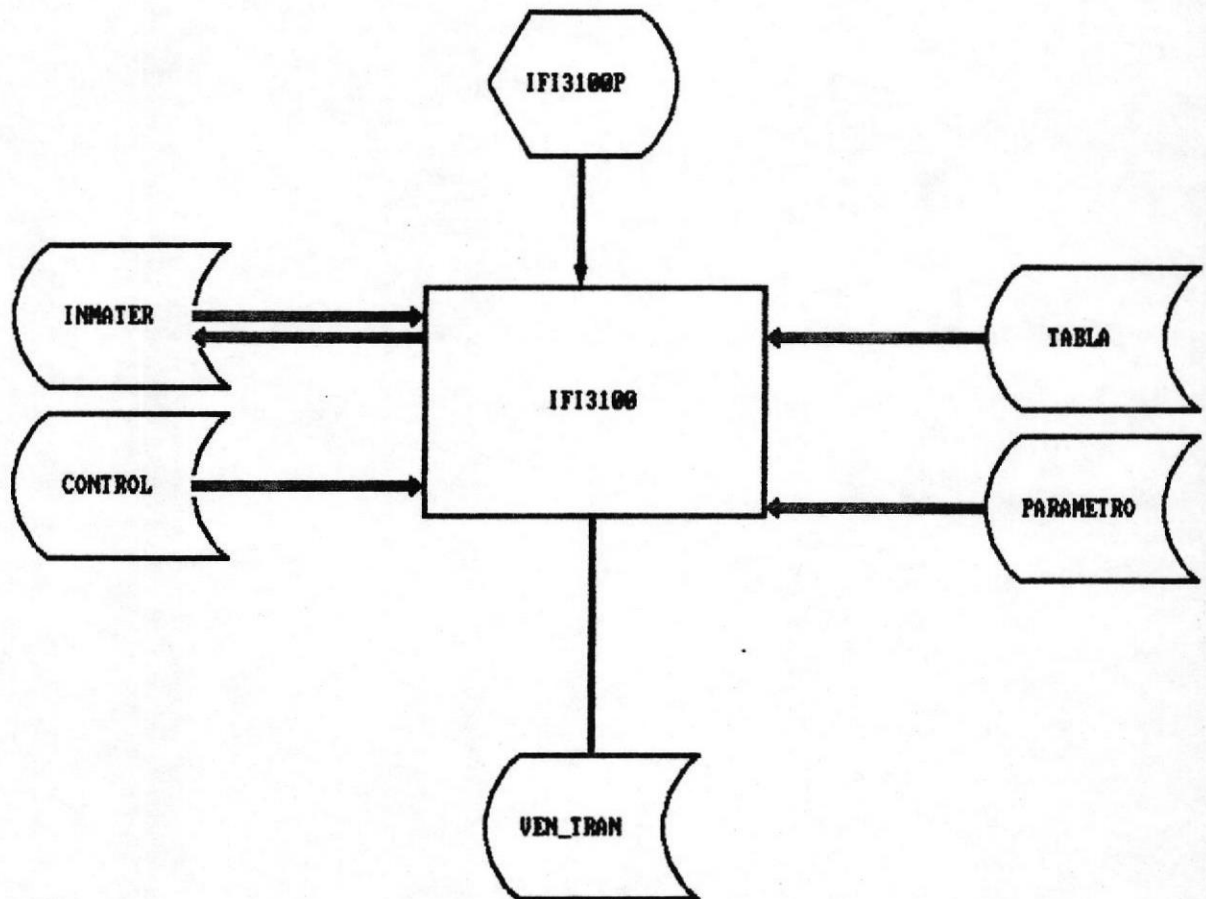 IFI3100P
INMATER
TABLA
IFI3100
CONTROL
PARAMETRO
VEN_TRAN